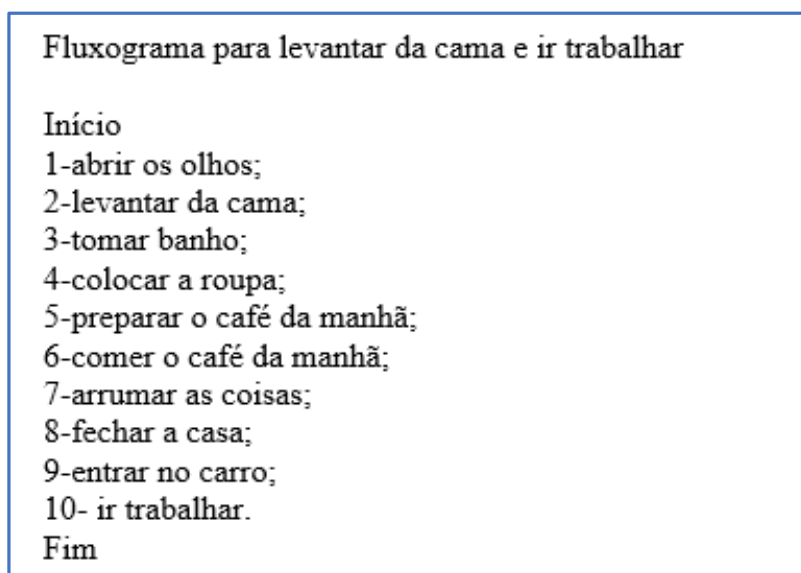 Fluxograma para levantar da cama e ir trabalhar
Início
1-abrir os olhos;
2-levantar da cama;
3-tomar banho;
4-colocar a roupa;
5-preparar o café da manhã;
6-comer o café da manhã;
7-arrumar as coisas;
8-fechar a casa;
9-entrar no carro;
10- ir trabalhar.
Fim